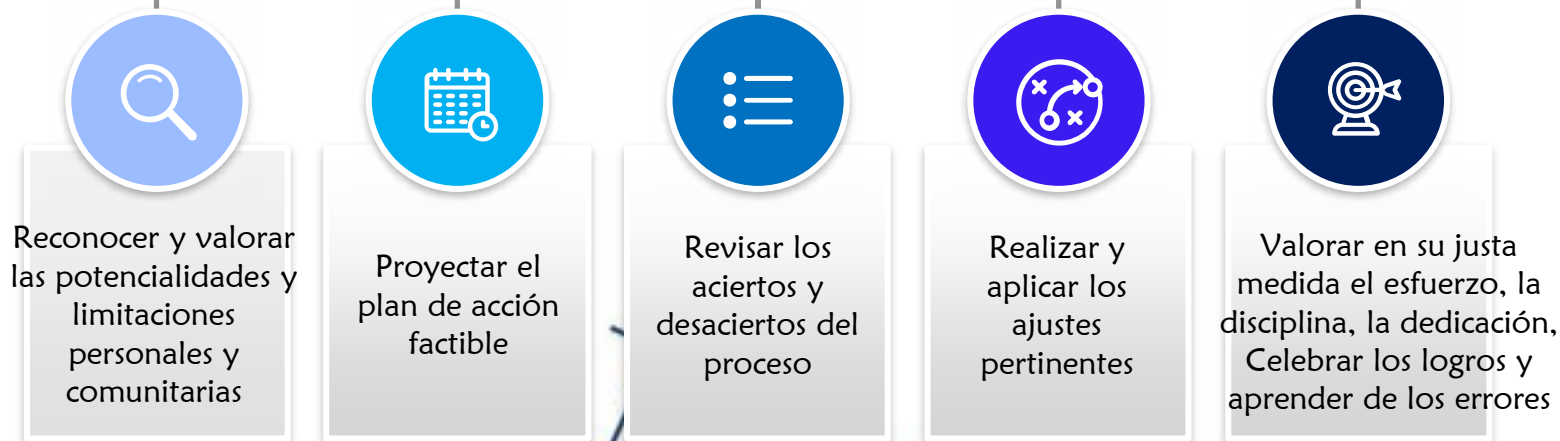 Reconocer y valorar
las potencialidades y
limitaciones
personales y
comunitarias
Proyectar el
plan de acción
factible
Revisar los
aciertos y
desaciertos del
proceso
Realizar y
aplicar los
ajustes
pertinentes
Valorar en su justa
medida el esfuerzo, la
disciplina, la dedicación,
Celebrar los logros y
aprender de los errores